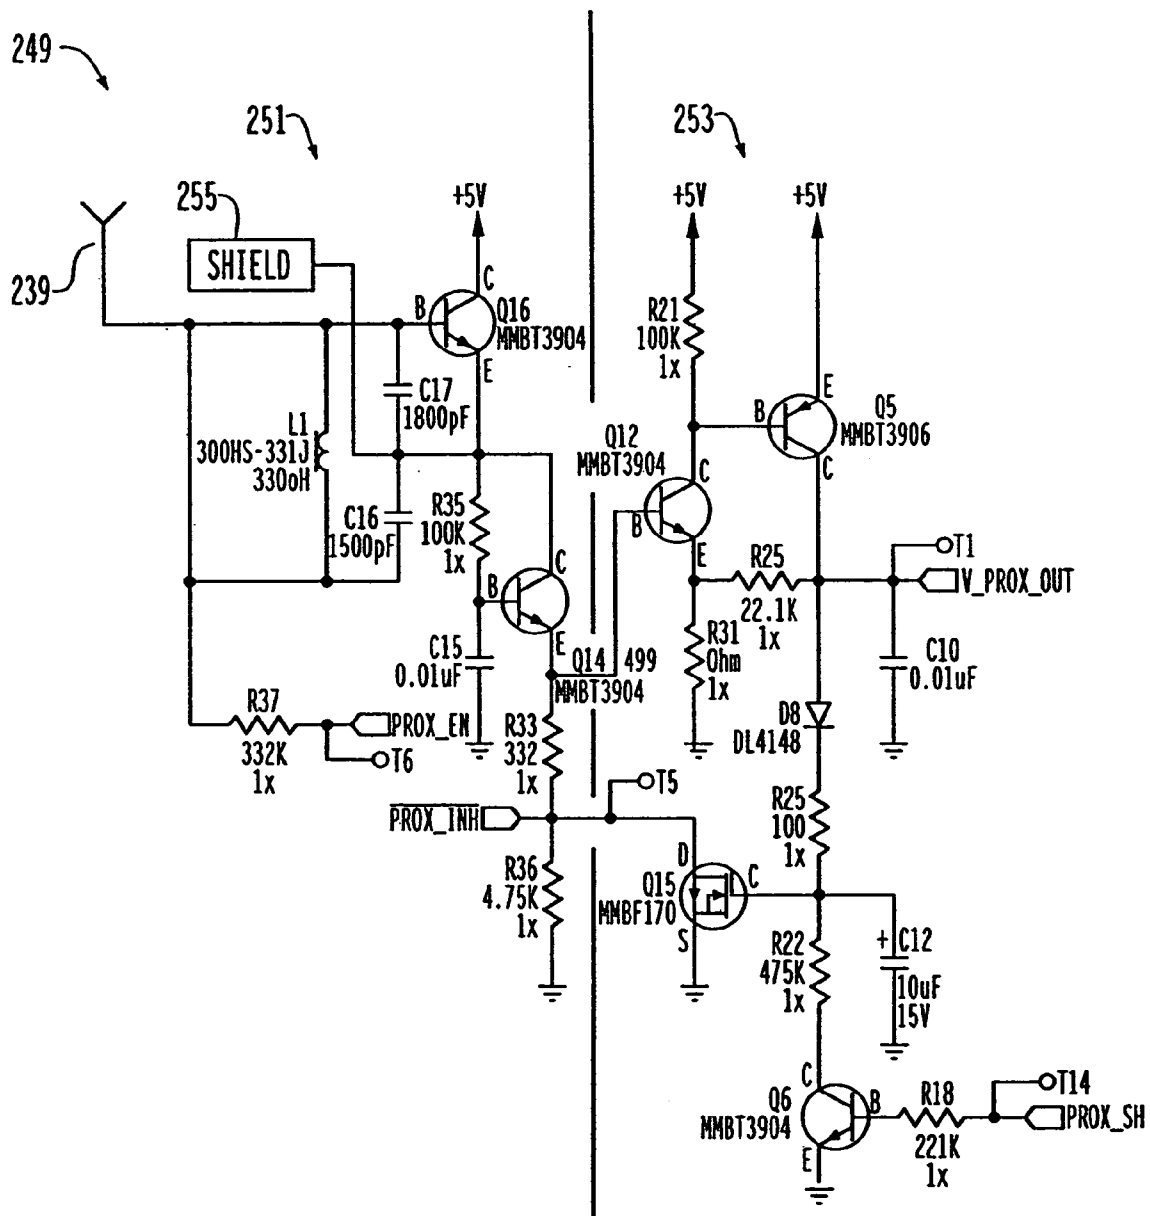 249
251
253
255
239
SHIELD
+5V
+5V
+5V
C
B
Q16
MMBT3904
E
C17
1800pF
L1
300HS-331J
330oH
C16
1500pF
R35
100K
1x
C
B
E
Q14
MMBT3904
499
C15
0.01uF
R37
332K
1x
PROX_EN
T6
R33
332
1x
PROX_INH
T5
R36
4.75K
1x
R21
100K
1x
Q12
MMBT3904
C
B
E
B
E
C
Q5
MMBT3906
R25
22.1K
1x
T1
V_PROX_OUT
R31
Ohm
1x
C10
0.01uF
D8
DL4148
R25
100
1x
D
Q15
MMBF170
C
S
R22
475K
1x
+
C12
10uF
15V
C
Q6
MMBT3904
B
E
R18
221K
1x
T14
PROX_SH